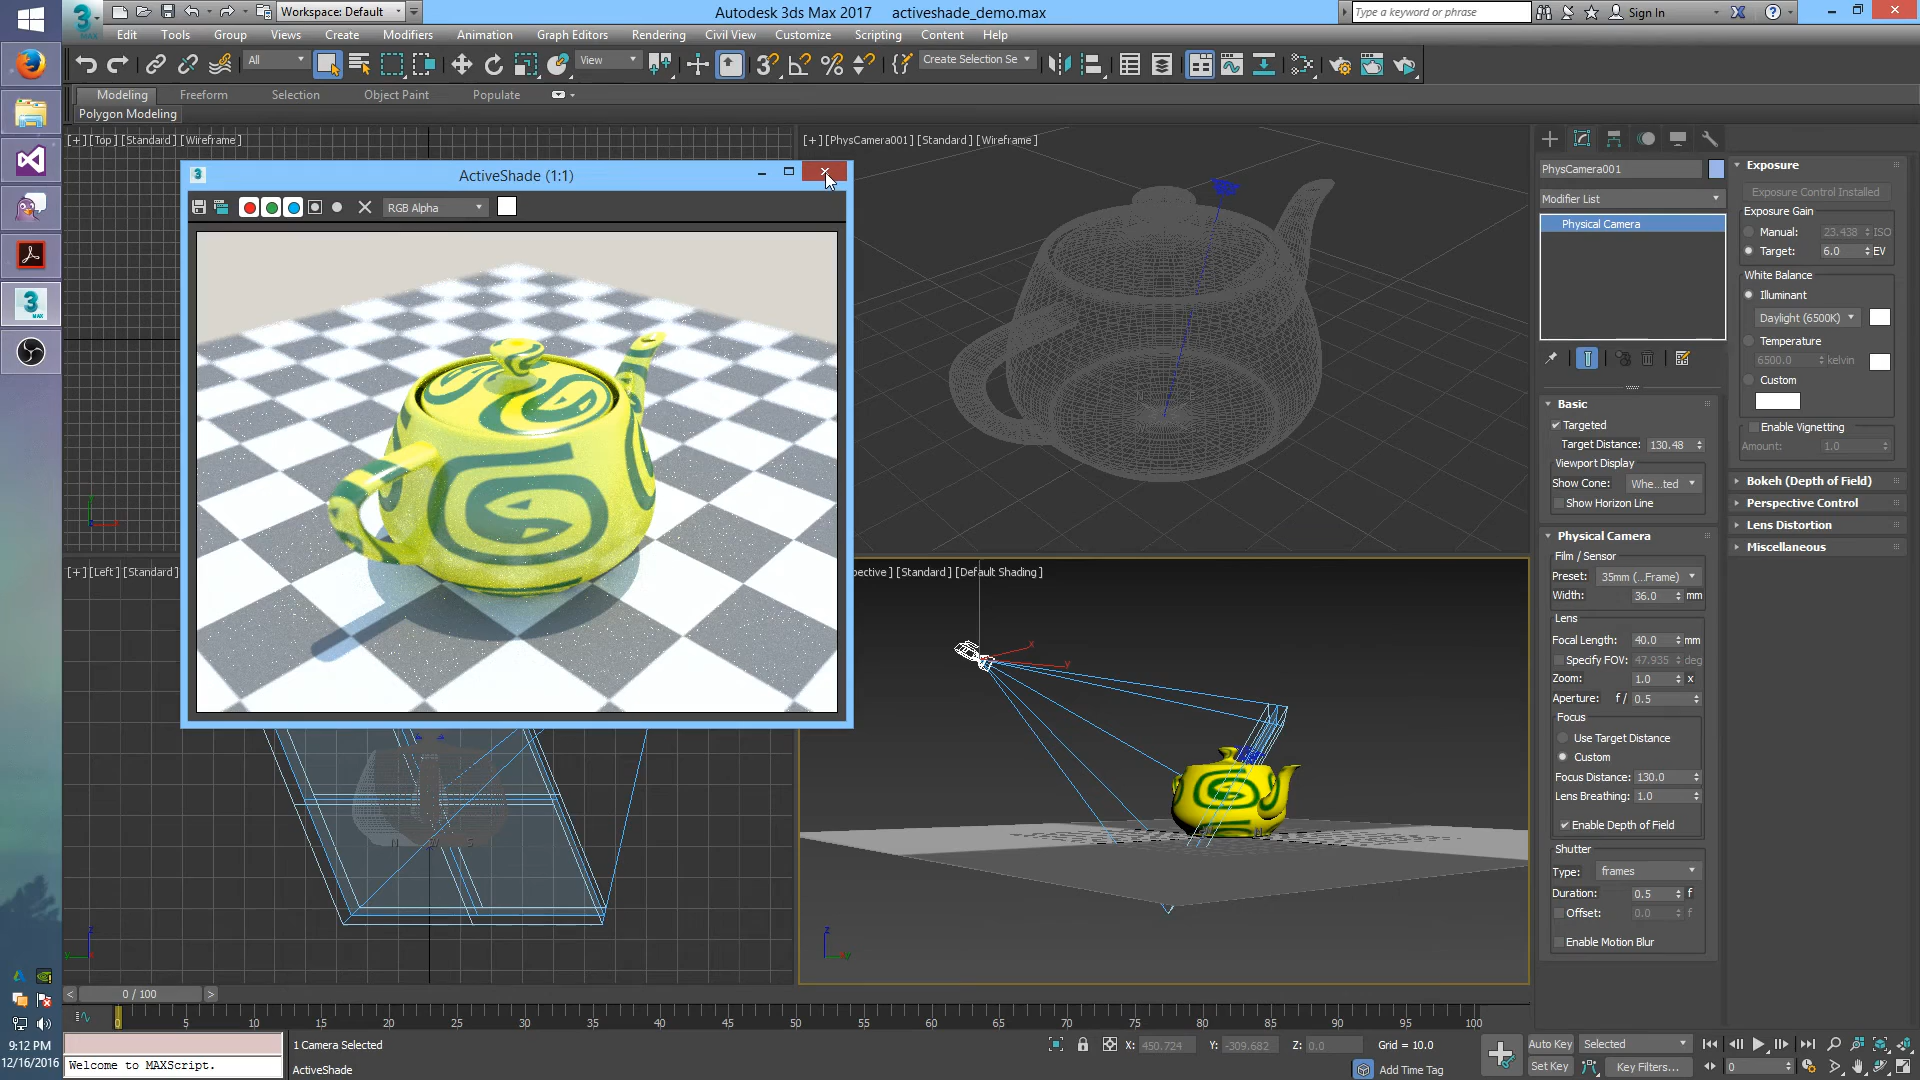 Workspace: Default
Autodesk 3ds Max 2017    activeshade_demo.max
Type a keyword or phrase
Sign In
MAX
Edit Tools Group Views Create Modifiers Animation Graph Editors Rendering Civil View Customize Scripting Content Help
All
View
Create Selection Se
Modeling Freeform Selection Object Paint Populate
Polygon Modeling
[+] [Top] [Standard] [Wireframe]
[+] [PhysCamera001] [Standard] [Wireframe]
ActiveShade (1:1)
RGB Alpha
[+] [Left] [Standard]
pective] [Standard] [Default Shading]
PhysCamera001
Modifier List
Physical Camera
Basic
Targeted
Target Distance: 130.48
Viewport Display
Show Cone: Whe...ted
Show Horizon Line
Physical Camera
Film / Sensor
Preset: 35mm (...Frame)
Width: 36.0 mm
Lens
Focal Length: 40.0 mm
Specify FOV: 47.935 deg
Zoom: 1.0 x
Aperture: f / 0.5
Focus
Use Target Distance
Custom
Focus Distance: 130.0
Lens Breathing: 1.0
Enable Depth of Field
Shutter
Type: frames
Duration: 0.5 f
Offset: 0.0 f
Enable Motion Blur
Exposure
Exposure Control Installed
Exposure Gain
Manual: 23.438 ISO
Target: 6.0 EV
White Balance
Illuminant
Daylight (6500K)
Temperature
6500.0 kelvin
Custom
Enable Vignetting
Amount: 1.0
Bokeh (Depth of Field)
Perspective Control
Lens Distortion
Miscellaneous
x
y
z
z
0 / 100
0 5 10 15 20 25 30 35 40 45 50 55 60 65 70 75 80 85 90 95 100
9:12 PM
12/16/2016
Welcome to MAXScript.
1 Camera Selected
ActiveShade
X: 450.724 Y: -309.682 Z: 0.0 Grid = 10.0
Add Time Tag
Auto Key Selected
Set Key Key Filters...
0